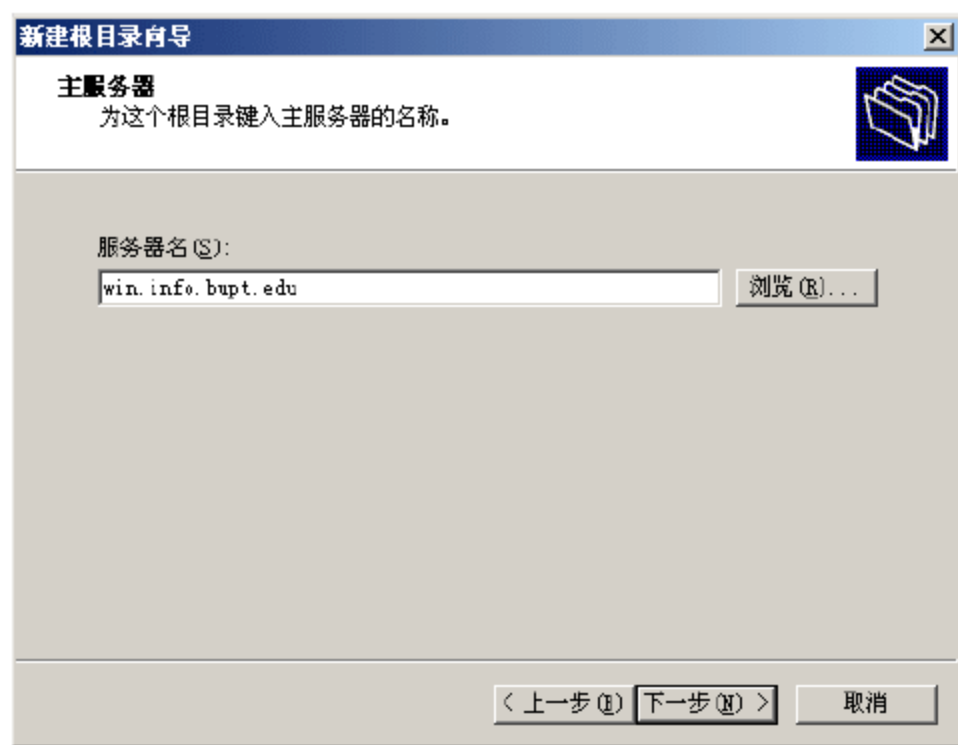 新建根目录向导
主服务器
为这个根目录键入主服务器的名称。
服务器名(S):
win.info.bupt.edu
浏览(R)...
< 上一步(B)
下一步(N) >
取消